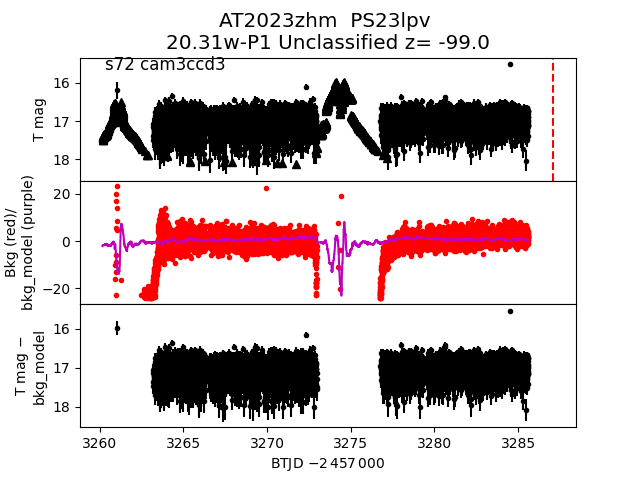 AT2023zhm  PS23lpv
20.31w-P1 Unclassified z= -99.0
s72 cam3ccd3
T mag
16
17
18
Bkg (red)/
bkg_model (purple)
20
0
−20
T mag −
bkg_model
16
17
18
3260
3265
3270
3275
3280
3285
BTJD −2 457 000